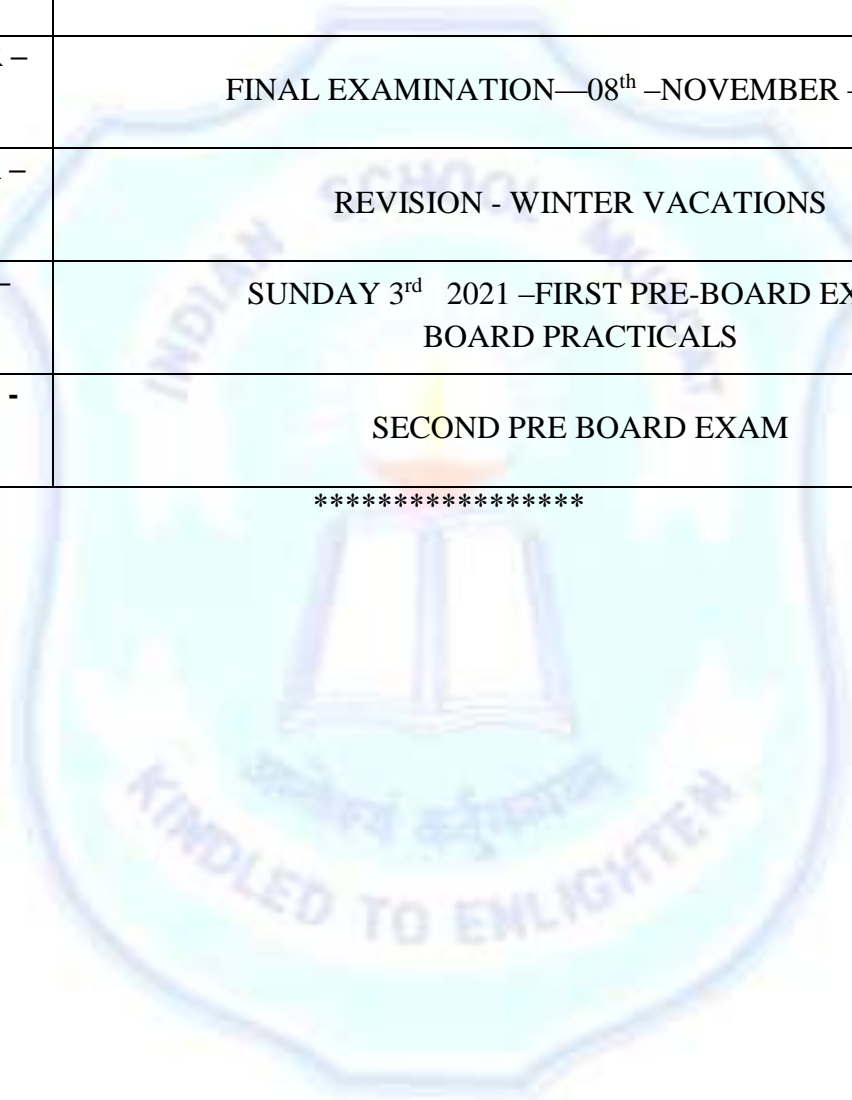 –
FINAL EXAMINATION—08th –NOVEMBER –
–
REVISION - WINTER VACATIONS
–
SUNDAY 3rd 2021 –FIRST PRE-BOARD
BOARD PRACTICALS
-
SECOND PRE BOARD EXAM
*****************
INDIAN SCHOOL MUSCAT
KINDLED TO ENLIGHTEN